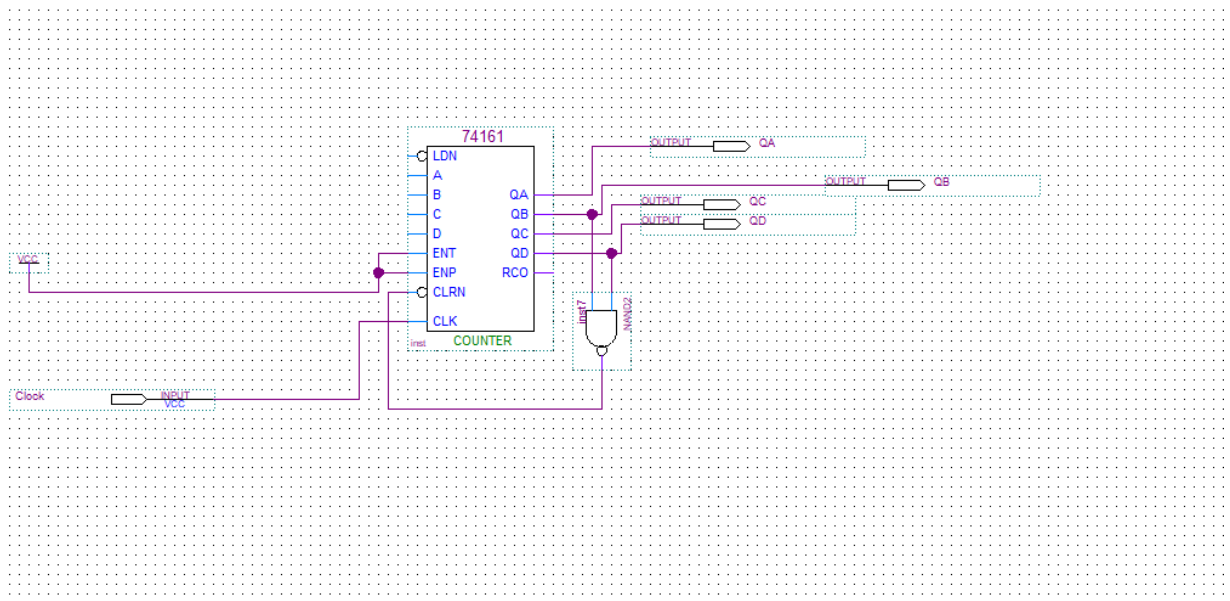 74161
LDN
A
B
C
D
ENT
ENP
CLRN
CLK
QA
QB
QC
QD
RCO
inst
COUNTER
OUTPUT QA
OUTPUT QB
OUTPUT QC
OUTPUT QD
VCC
inst7
NAND2
Clock
INPUT
VCC